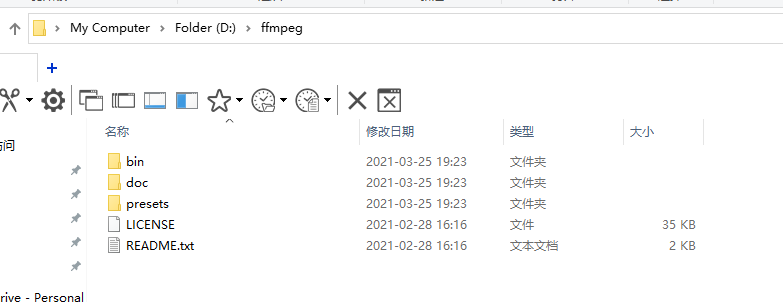 My Computer > Folder (D:) > ffmpeg
名称 修改日期 类型 大小
访问
bin 2021-03-25 19:23 文件夹
doc 2021-03-25 19:23 文件夹
presets 2021-03-25 19:23 文件夹
LICENSE 2021-02-28 16:16 文件 35 KB
README.txt 2021-02-28 16:16 文本文档 2 KB
rive - Personal